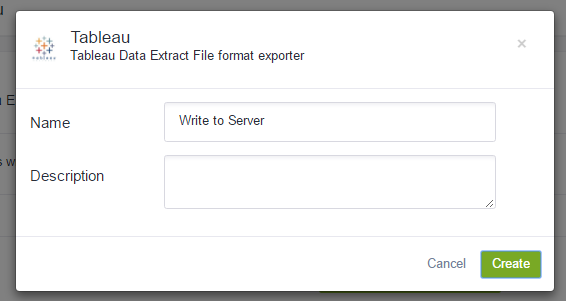 Tableau
Tableau Data Extract File format exporter
×
Name
Write to Server
Description
Cancel
Create